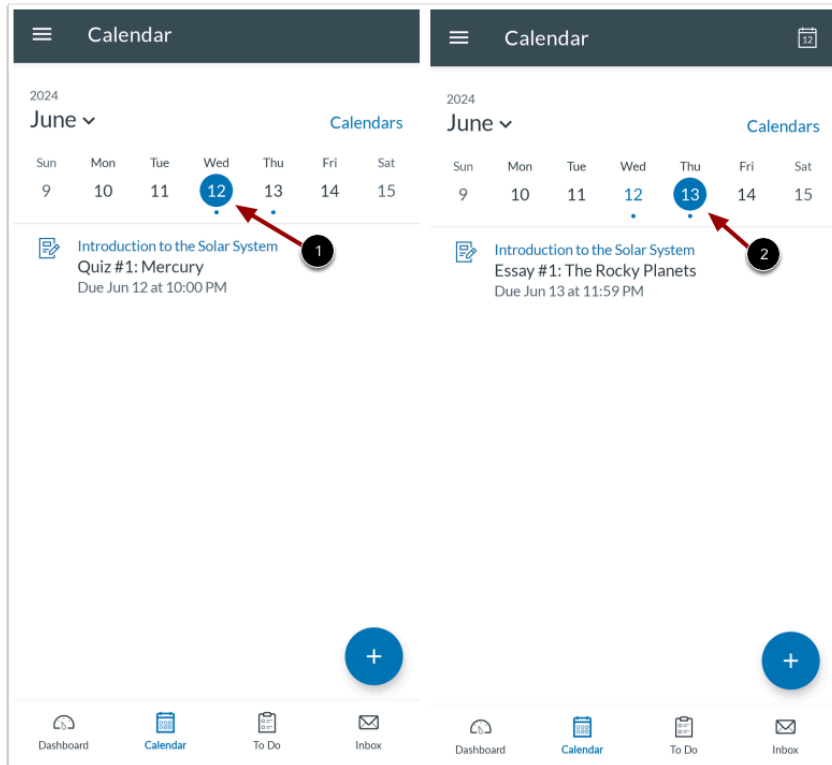 Calendar
2024
June
Calendars
Sun Mon Tue Wed Thu Fri Sat
9 10 11 12 13 14 15
Introduction to the Solar System
Quiz #1: Mercury
Due Jun 12 at 10:00 PM
1
+
Dashboard Calendar To Do Inbox
Calendar
12
2024
June
Calendars
Sun Mon Tue Wed Thu Fri Sat
9 10 11 12 13 14 15
Introduction to the Solar System
Essay #1: The Rocky Planets
Due Jun 13 at 11:59 PM
2
+
Dashboard Calendar To Do Inbox